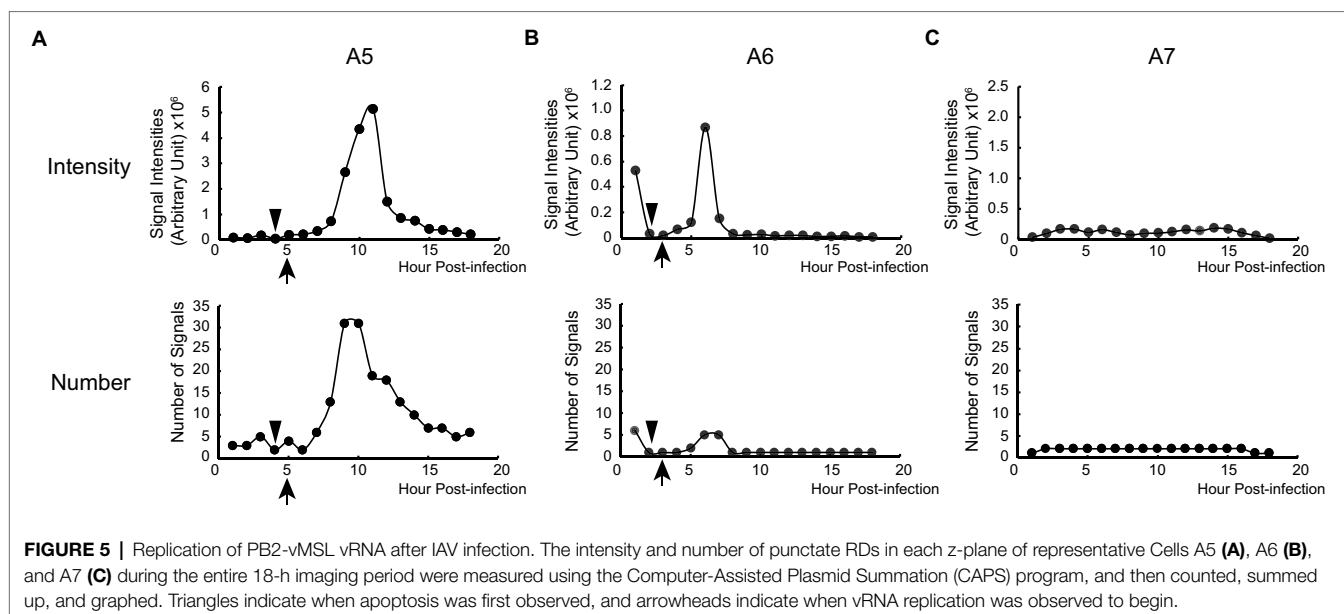 A
B
C
A5
A6
A7
Intensity
Signal Intensities
(Arbitrary Unit) x10⁶
6
5
4
3
2
1
0
0
5
10
15
20
Hour Post-infection
Signal Intensities
(Arbitrary Unit) x10⁶
1.2
1.0
0.8
0.6
0.4
0.2
0
0
5
10
15
20
Hour Post-infection
Signal Intensities
(Arbitrary Unit) x10⁶
2.5
2.0
1.5
1.0
0.5
0.0
0
10
20
Hour Post-infection
Number
Number of Signals
35
30
25
20
15
10
5
0
0
5
10
15
20
Hour Post-infection
Number of Signals
35
30
25
20
15
10
5
0
0
5
10
15
20
Hour Post-infection
Number of Signals
35
30
25
20
15
10
5
0
0
5
10
15
20
Hour Post-infection
FIGURE 5 | Replication of PB2-vMSL vRNA after IAV infection. The intensity and number of punctate RDs in each z-plane of representative Cells A5 (A), A6 (B),
and A7 (C) during the entire 18-h imaging period were measured using the Computer-Assisted Plasmid Summation (CAPS) program, and then counted, summed
up, and graphed. Triangles indicate when apoptosis was first observed, and arrowheads indicate when vRNA replication was observed to begin.